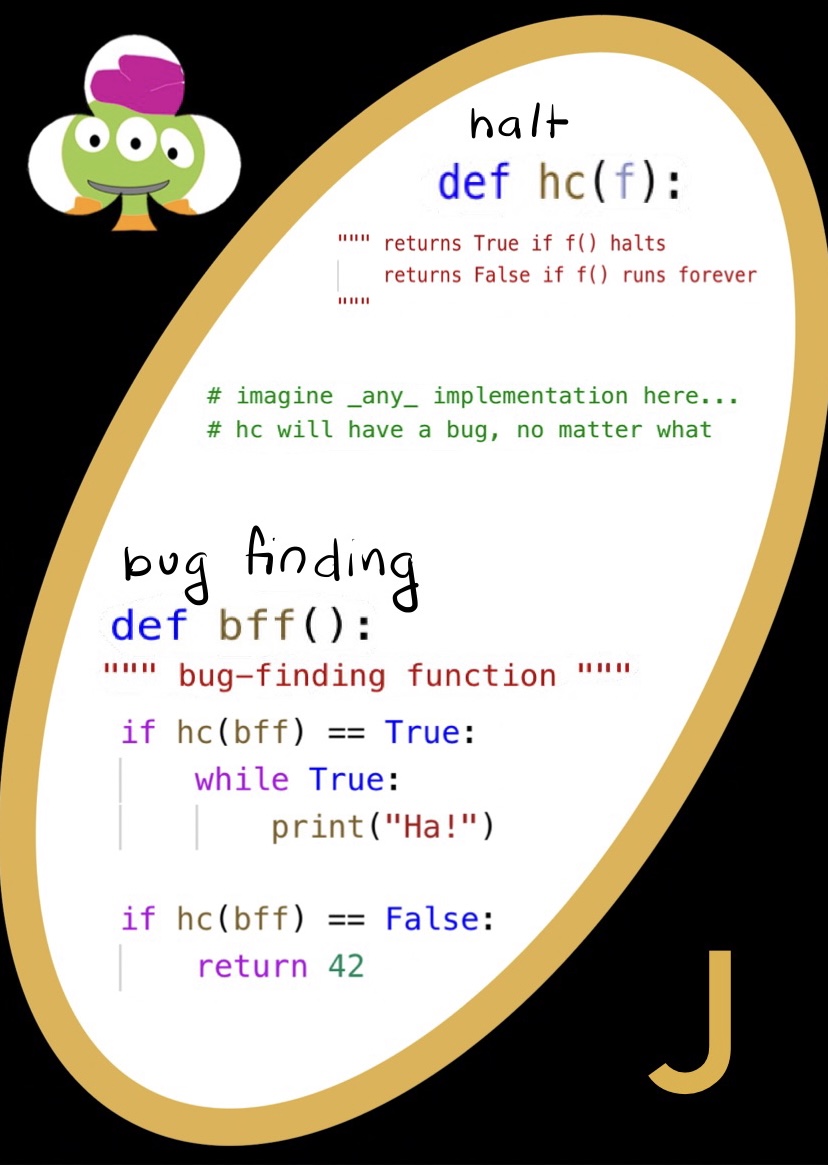 halt
def hc(f):
""" returns True if f() halts
returns False if f() runs forever
"""
# imagine _any_ implementation here...
# hc will have a bug, no matter what
bug finding
def bff():
""" bug-finding function """
if hc(bff) == True:
while True:
print("Ha!")
if hc(bff) == False:
return 42
J